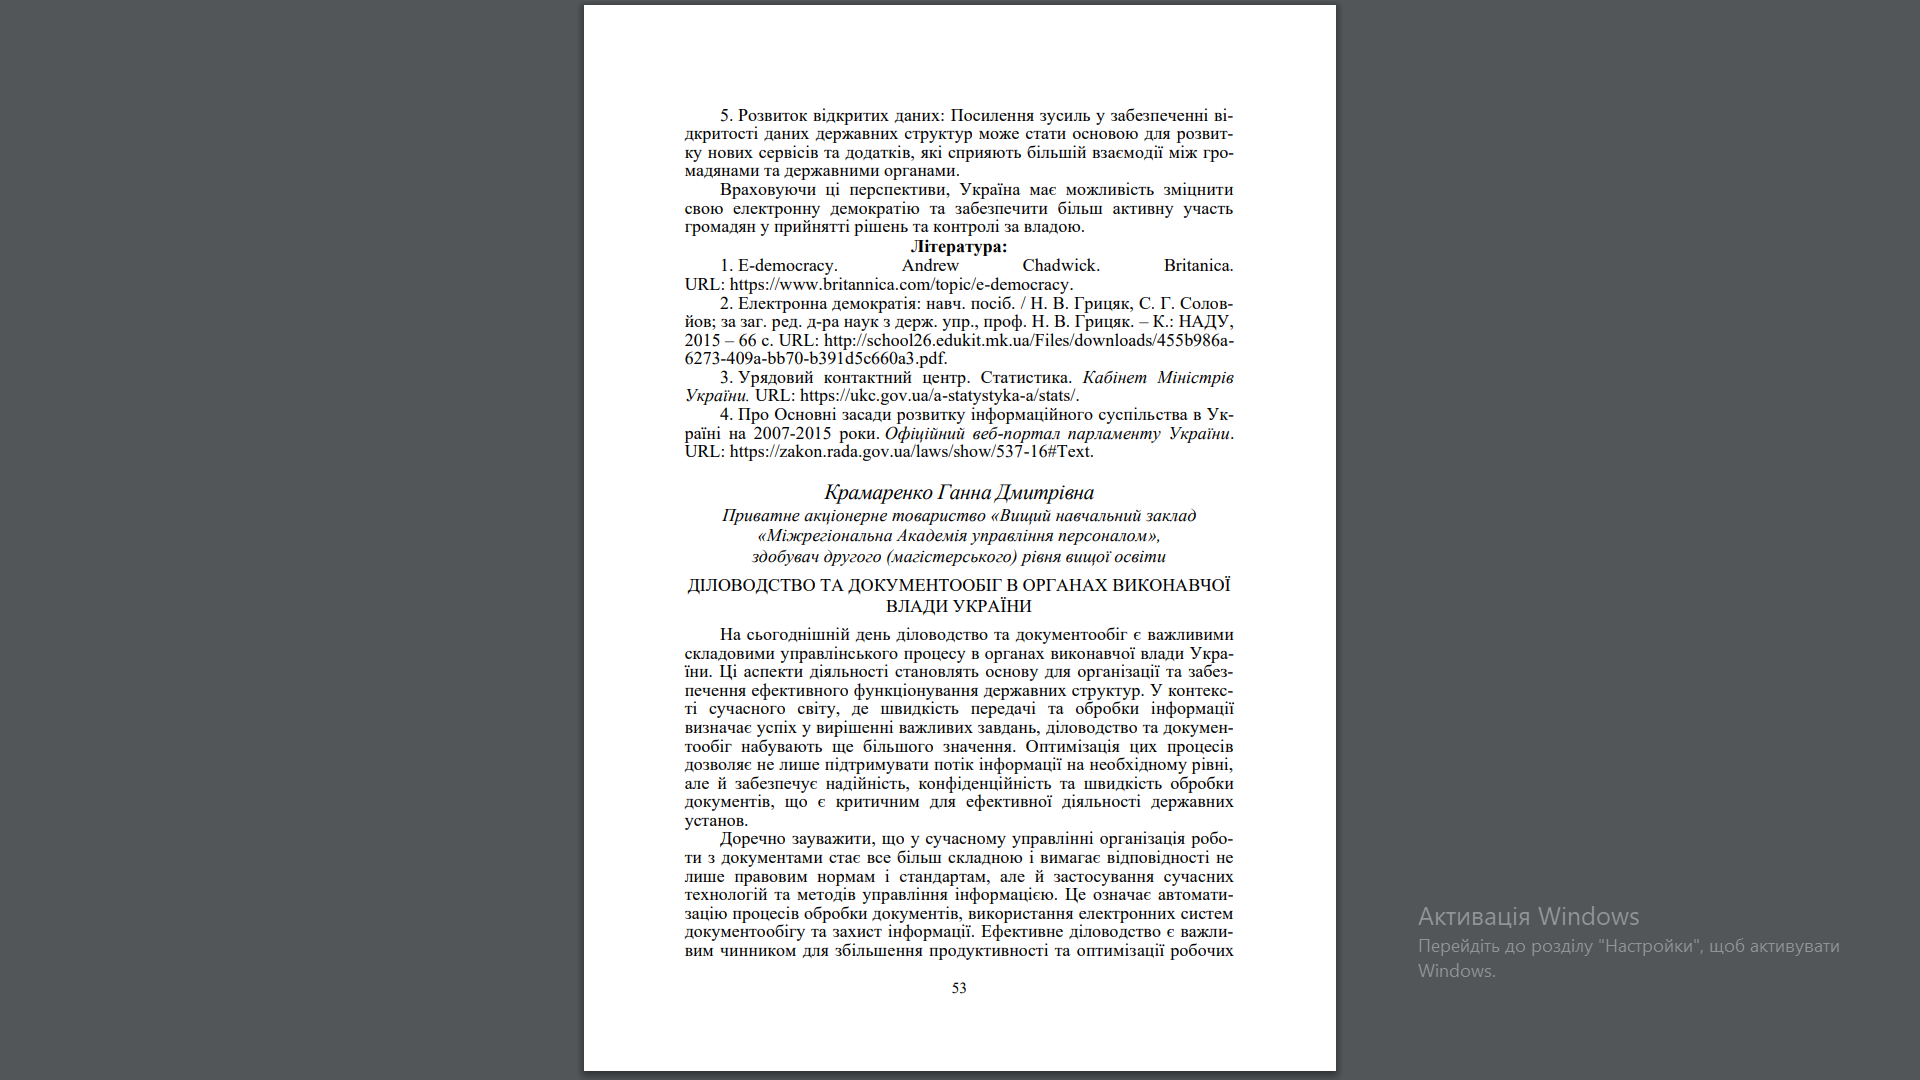 5. Розвиток відкритих даних: Посилення зусиль у забезпеченні ві-
дкритості даних державних структур може стати основою для розвит-
ку нових сервісів та додатків, які сприяють більшій взаємодії між гро-
мадянами та державними органами.
Враховуючи ці перспективи, Україна має можливість зміцнити
свою електронну демократію та забезпечити більш активну участь
громадян у прийнятті рішень та контролі за владою.
Література:
1. E-democracy. Andrew Chadwick. Britanica.
URL: https://www.britannica.com/topic/e-democracy.
2. Електронна демократія: навч. посіб. / Н. В. Грицяк, С. Г. Солов-
йов; за заг. ред. д-ра наук з держ. упр., проф. Н. В. Грицяк. – К.: НАДУ,
2015 – 66 с. URL: http://school26.edukit.mk.ua/Files/downloads/455b986a-
6273-409a-bb70-b391d5c660a3.pdf.
3. Урядовий контактний центр. Статистика. Кабінет Міністрів
України. URL: https://ukc.gov.ua/a-statystyka-a/stats/.
4. Про Основні засади розвитку інформаційного суспільства в Ук-
раїні на 2007-2015 роки. Офіційний веб-портал парламенту України.
URL: https://zakon.rada.gov.ua/laws/show/537-16#Text.
Крамаренко Ганна Дмитрівна
Приватне акціонерне товариство «Вищий навчальний заклад
«Міжрегіональна Академія управління персоналом»,
здобувач другого (магістерського) рівня вищої освіти
ДІЛОВОДСТВО ТА ДОКУМЕНТООБІГ В ОРГАНАХ ВИКОНАВЧОЇ
ВЛАДИ УКРАЇНИ
На сьогоднішній день діловодство та документообіг є важливими
складовими управлінського процесу в органах виконавчої влади Укра-
їни. Ці аспекти діяльності становлять основу для організації та забез-
печення ефективного функціонування державних структур. У контекс-
ті сучасного світу, де швидкість передачі та обробки інформації
визначає успіх у вирішенні важливих завдань, діловодство та докумен-
тообіг набувають ще більшого значення. Оптимізація цих процесів
дозволяє не лише підтримувати потік інформації на необхідному рівні,
але й забезпечує надійність, конфіденційність та швидкість обробки
документів, що є критичним для ефективної діяльності державних
установ.
Доречно зауважити, що у сучасному управлінні організація робо-
ти з документами стає все більш складною і вимагає відповідності не
лише правовим нормам і стандартам, але й застосування сучасних
технологій та методів управління інформацією. Це означає автомати-
зацію процесів обробки документів, використання електронних систем
документообігу та захист інформації. Ефективне діловодство є важли-
вим чинником для збільшення продуктивності та оптимізації робочих
53
Активація Windows
Перейдіть до розділу "Настройки", щоб активувати
Windows.